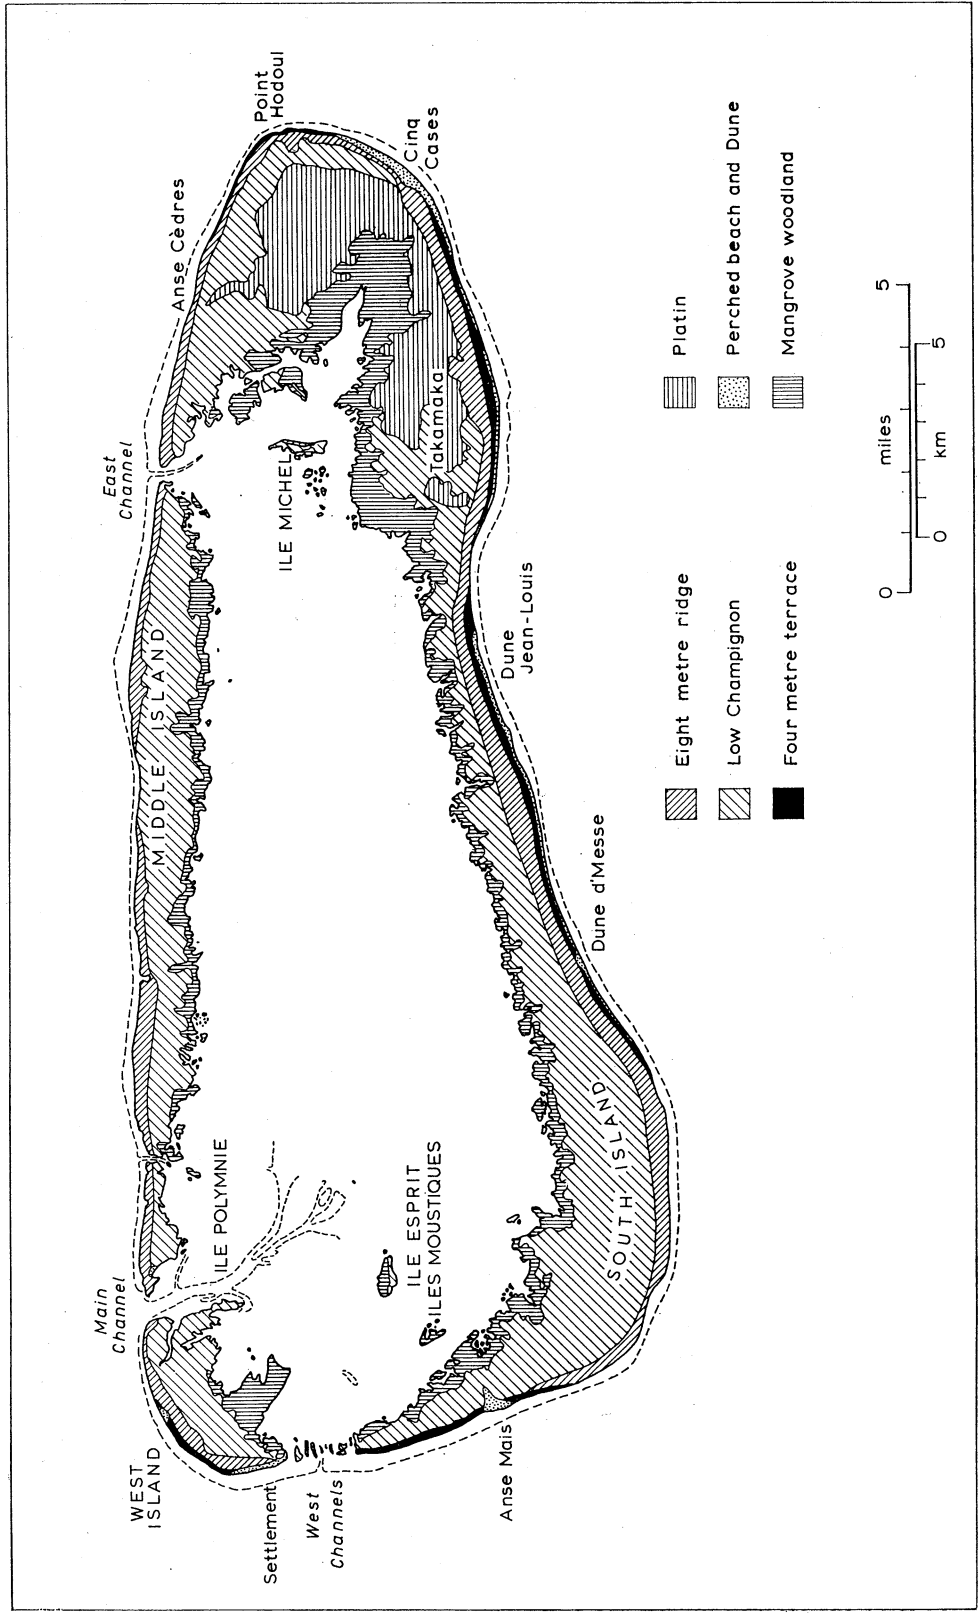 WEST
ISLAND
Main
Channel
MIDDLE ISLAND
East
Channel
Anse Cèdres
Point
Hodoul
Settlement
West
Channels
ILE POLYMNIE
ILE ESPRIT
ILES MOUSTIQUES
ILE MICHEL
Takamaka
Cinq
Cases
Anse Mais
SOUTH ISLAND
Dune d'Messe
Dune
Jean-Louis
Eight metre ridge
Low Champignon
Four metre terrace
Platin
Perched beach and Dune
Mangrove woodland
0 miles 5
0 km 5